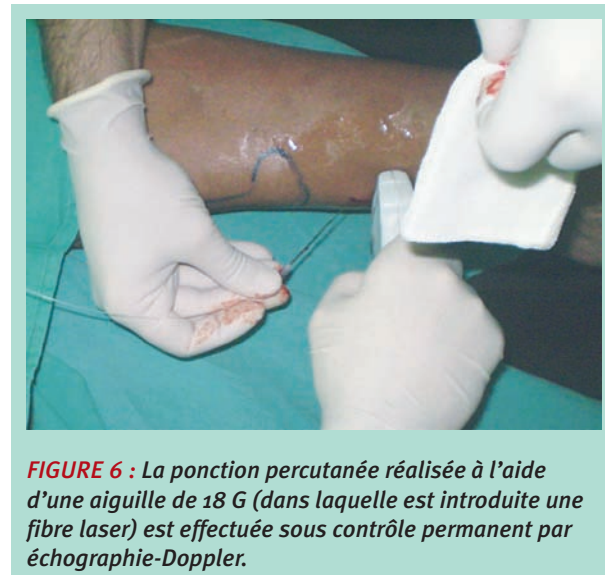 FIGURE 6 : La ponction percutanée réalisée à l'aide
d'une aiguille de 18 G (dans laquelle est introduite une
fibre laser) est effectuée sous contrôle permanent par
échographie-Doppler.